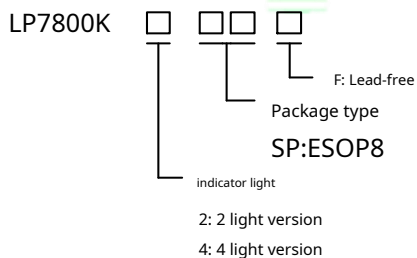 LP7800K
F: Lead-free
Package type
SP:ESOP8
indicator light
2: 2 light version
4: 4 light version